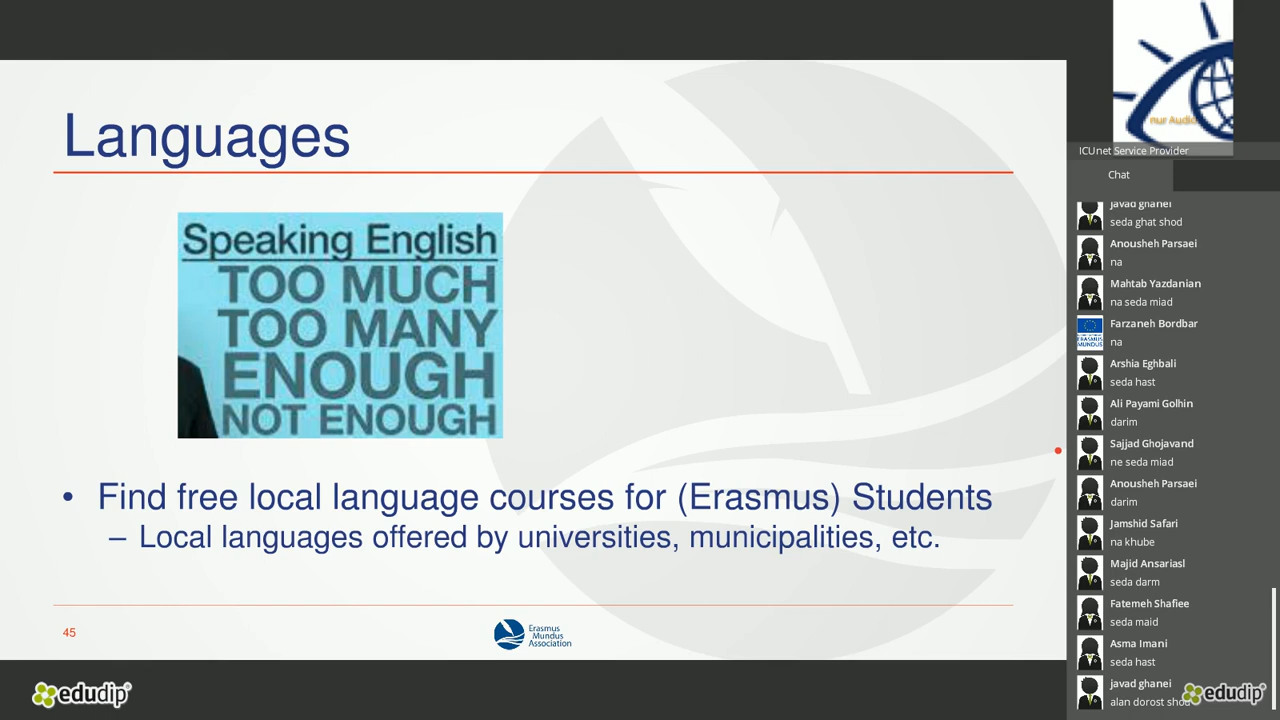 Languages
Speaking English
TOO MUCH
TOO MANY
ENOUGH
NOT ENOUGH
• Find free local language courses for (Erasmus) Students
– Local languages offered by universities, municipalities, etc.
45
Erasmus
Mundus
Association
edudip
nur Audio
ICUnet Service Provider
Chat
javad ghanei
seda ghat shod
Anousheh Parsaei
na
Mahtab Yazdanian
na seda miad
Farzaneh Bordbar
na
Arshia Eghbali
seda hast
Ali Payami Golhin
darim
Sajjad Ghojavand
ne seda miad
Anousheh Parsaei
darim
Jamshid Safari
na khube
Majid Ansariasl
seda darm
Fatemeh Shafiee
seda maid
Asma Imani
seda hast
javad ghanei
alan dorost shod
edudip